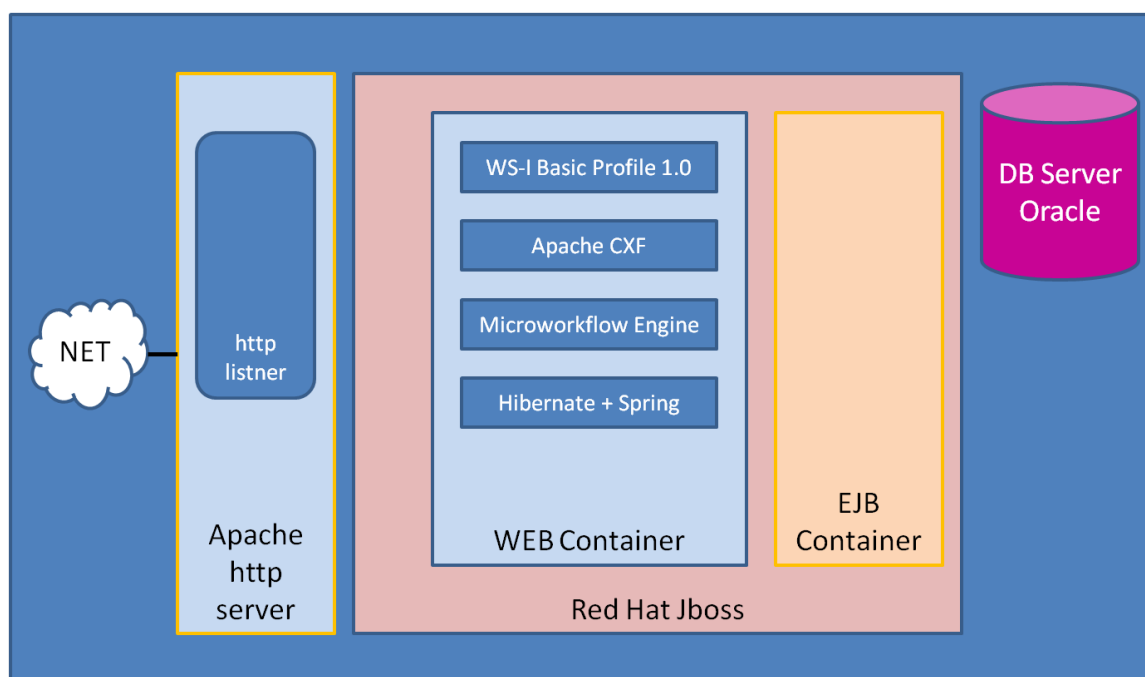 NET
http
listner
Apache
http
server
WS-I Basic Profile 1.0
Apache CXF
Microworkflow Engine
Hibernate + Spring
WEB Container
EJB
Container
Red Hat Jboss
DB Server
Oracle